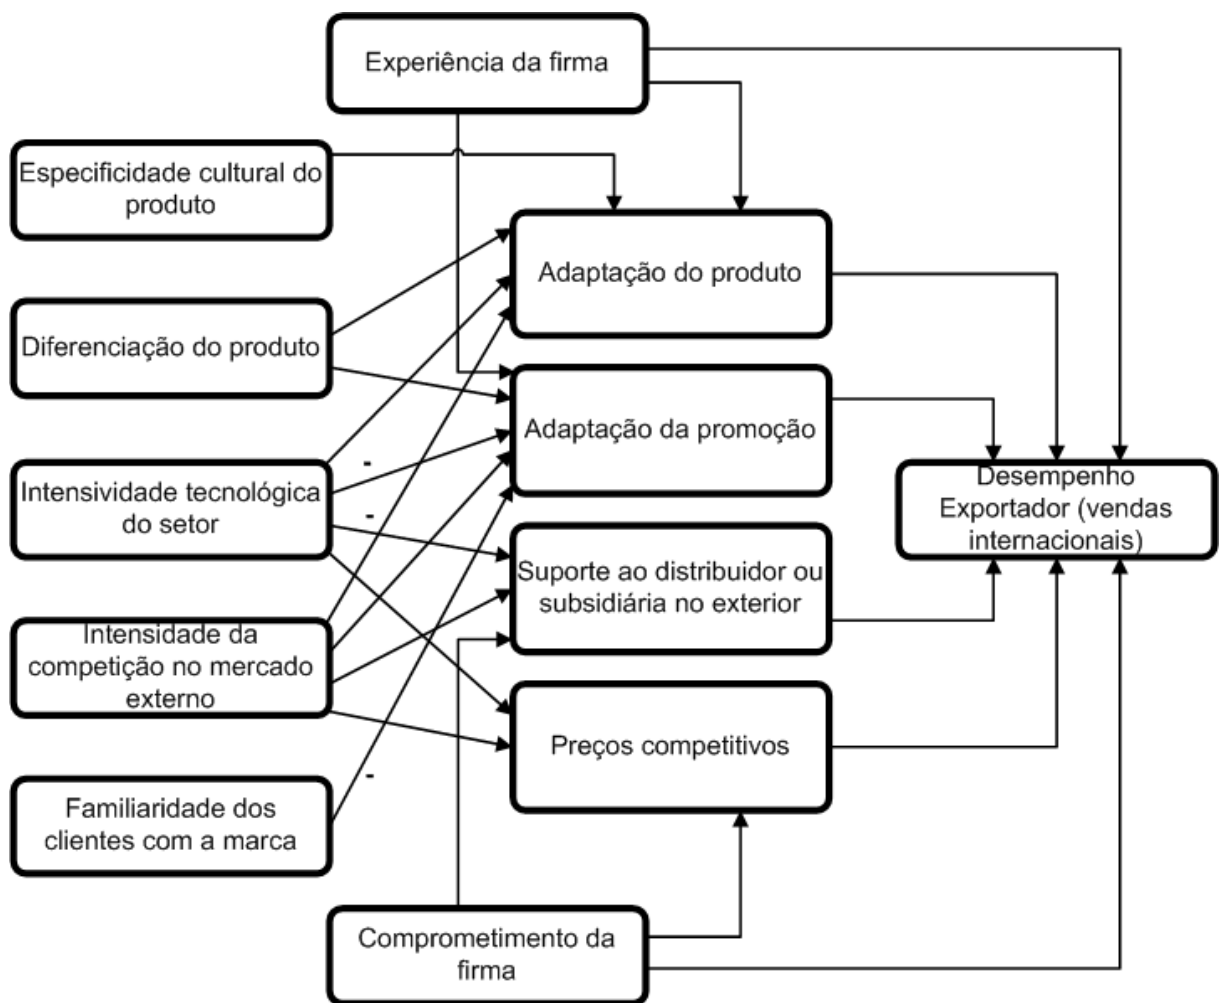 Experiência da firma
Especificidade cultural do
produto
Adaptação do produto
Diferenciação do produto
Adaptação da promoção
Intensividade tecnológica
do setor
-
-
Desempenho
Exportador (vendas
internacionais)
Suporte ao distribuidor ou
subsidiária no exterior
Intensidade da
competição no mercado
externo
Preços competitivos
-
Familiaridade dos
clientes com a marca
Comprometimento da
firma